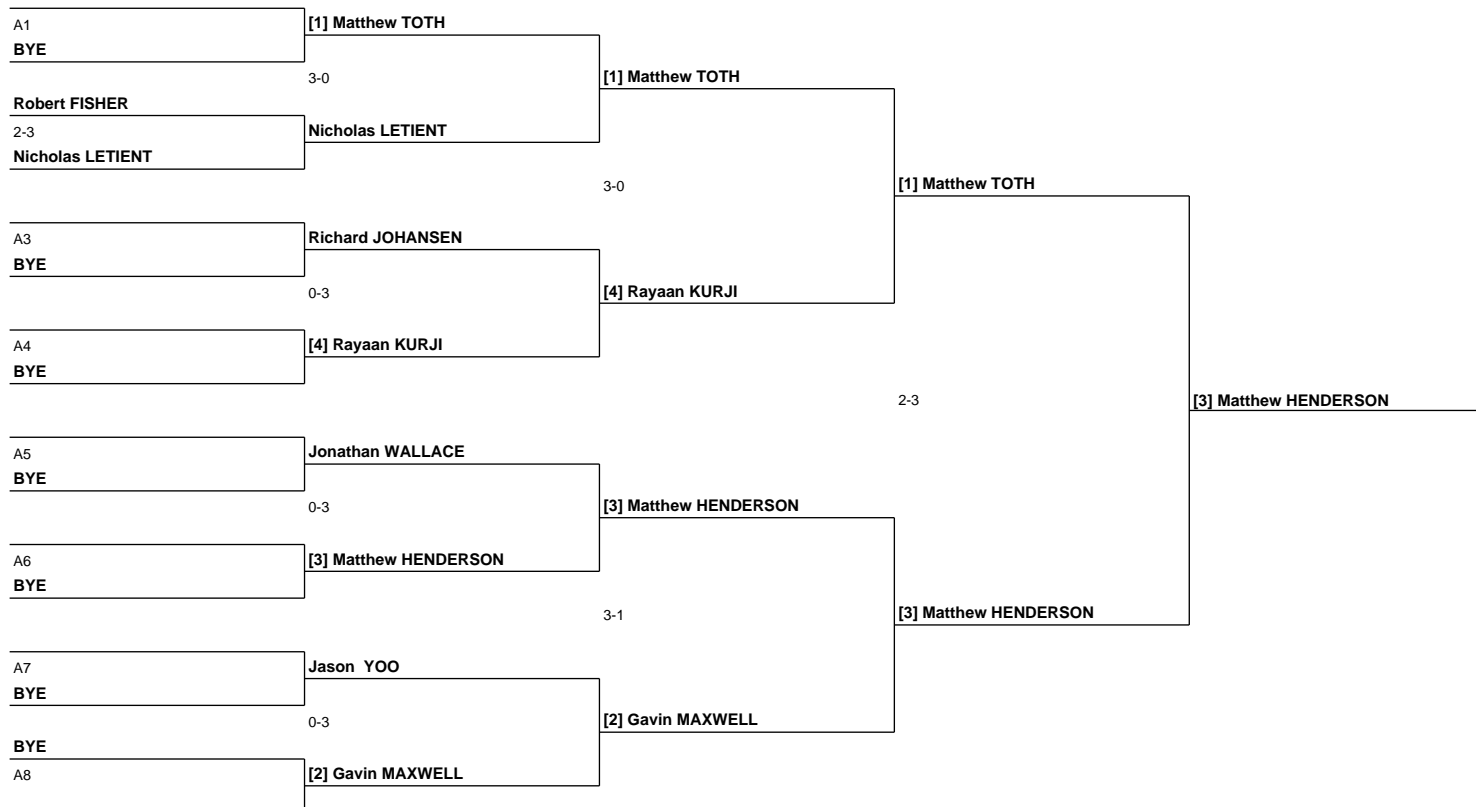 A1
BYE
[1] Matthew TOTH
3-0
Robert FISHER
2-3
Nicholas LETIENT
Nicholas LETIENT
[1] Matthew TOTH
3-0
A3
BYE
Richard JOHANSEN
0-3
A4
BYE
[4] Rayaan KURJI
[4] Rayaan KURJI
[1] Matthew TOTH
2-3
A5
BYE
Jonathan WALLACE
0-3
A6
BYE
[3] Matthew HENDERSON
[3] Matthew HENDERSON
3-1
A7
BYE
Jason  YOO
0-3
BYE
A8
[2] Gavin MAXWELL
[2] Gavin MAXWELL
[3] Matthew HENDERSON
[3] Matthew HENDERSON